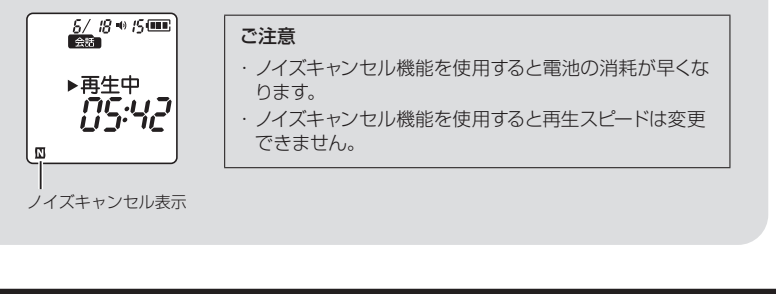 6/ 18 15
会話
▶再生中
05:42
N
ノイズキャンセル表示
ご注意
・ノイズキャンセル機能を使用すると電池の消耗が早くな
ります。
・ノイズキャンセル機能を使用すると再生スピードは変更
できません。